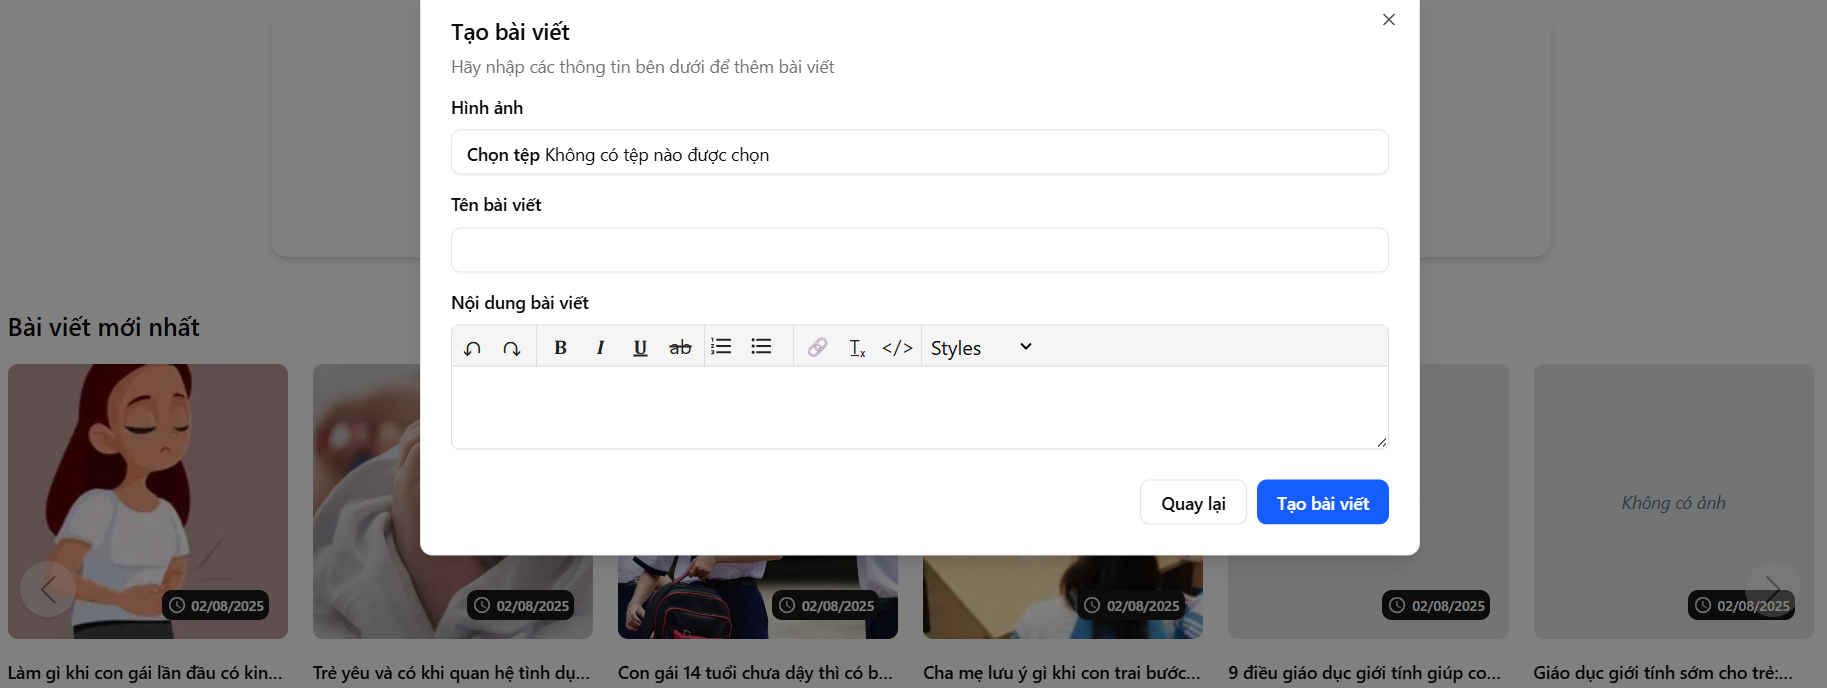 Tạo bài viết
Hãy nhập các thông tin bên dưới để thêm bài viết
Hình ảnh
Chọn tệp Không có tệp nào được chọn
Tên bài viết
Nội dung bài viết
B I U ab </> Styles
Quay lại Tạo bài viết
Bài viết mới nhất
Không có ảnh
02/08/2025 02/08/2025 02/08/2025 02/08/2025 02/08/2025 02/08/2025
Làm gì khi con gái lần đầu có kin... Trẻ yêu và có khi quan hệ tình dụ... Con gái 14 tuổi chưa dậy thì có b... Cha mẹ lưu ý gì khi con trai bước... 9 điều giáo dục giới tính giúp co... Giáo dục giới tính sớm cho trẻ:...